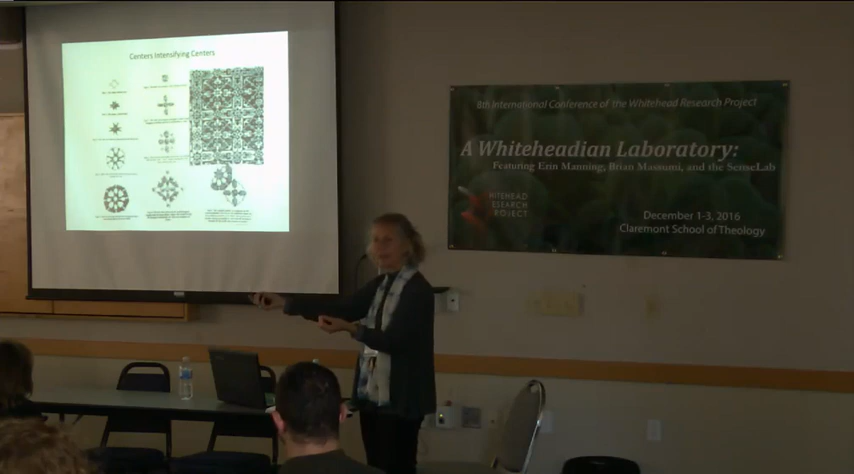 Centers Intensifying Centers
8th International Conference of the Whitehead Research Project
A Whiteheadian Laboratory:
Featuring Erin Manning, Brian Massumi, and the SenseLab
WHITEHEAD
RESEARCH
PROJECT
December 1-3, 2016
Claremont School of Theology